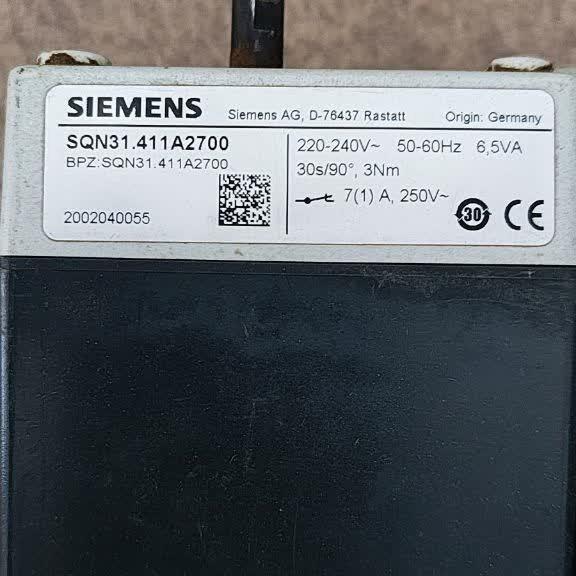 SIEMENS
Siemens AG, D-76437 Rastatt
Origin: Germany
SQN31.411A2700
BPZ:SQN31.411A2700
2002040055
220-240V~ 50-60Hz 6,5VA
30s/90°, 3Nm
7(1) A, 250V~
30
CE